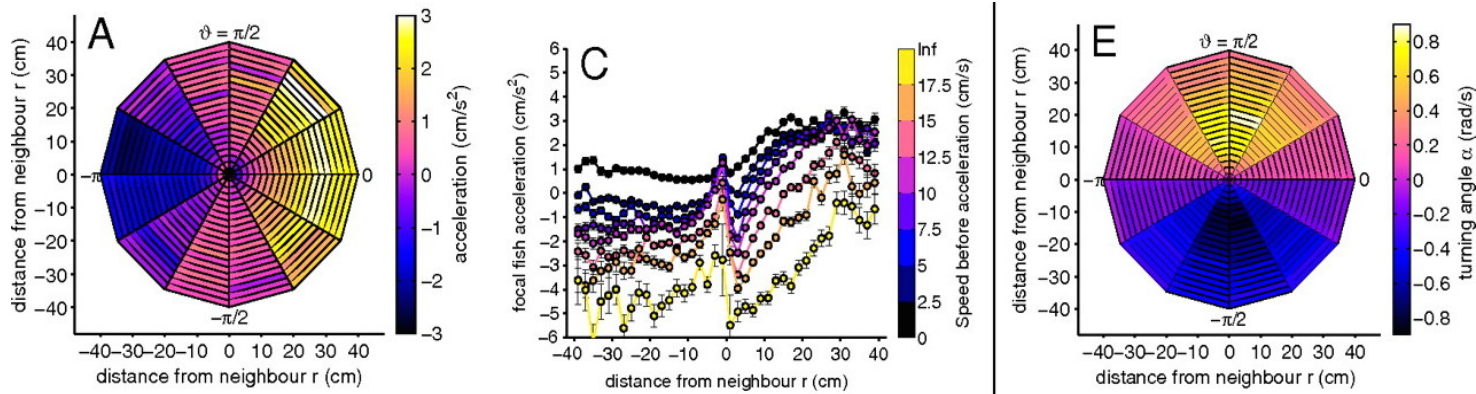 A
ϑ = π/2
distance from neighbour r (cm)
40
30
20
10
0
−10
−20
−30
−40
−π
0
−π/2
−40 −30 −20 −10 0 10 20 30 40
distance from neighbour r (cm)
3
2
1
0
−1
−2
−3
acceleration (cm/s²)
C
focal fish acceleration (cm/s²)
6
5
4
3
2
1
0
−1
−2
−3
−4
−5
−6
−40 −30 −20 −10 0 10 20 30 40
distance from neighbour r (cm)
Inf
17.5
15
12.5
10
7.5
5
2.5
0
Speed before acceleration (cm/s)
E
ϑ = π/2
distance from neighbour r (cm)
40
30
20
10
0
−10
−20
−30
−40
−π
0
−π/2
−40 −30 −20 −10 0 10 20 30 40
distance from neighbour r (cm)
0.8
0.6
0.4
0.2
0
−0.2
−0.4
−0.6
−0.8
turning angle α (rad/s)